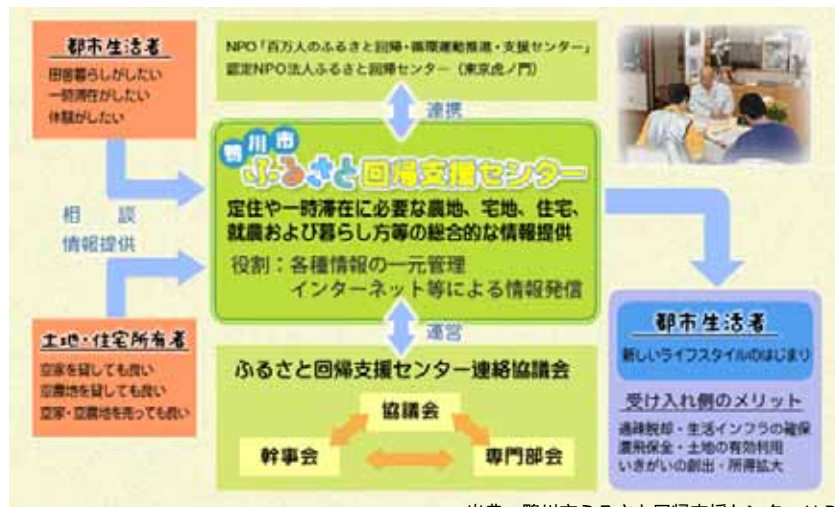 都市生活者
田舎暮らしがしたい
一時滞在がしたい
体験がしたい
NPO「百万人のふるさと回帰・循環運動推進・支援センター」
認定NPO法人ふるさと回帰センター（東京虎ノ門）
連携
鴨川市
ふるさと回帰支援センター
定住や一時滞在に必要な農地、宅地、住宅、
就農および暮らし方等の総合的な情報提供
役割：各種情報の一元管理
インターネット等による情報発信
相談
情報提供
土地・住宅所有者
空家を貸しても良い
空農地を貸しても良い
空家・空農地を売っても良い
運営
ふるさと回帰支援センター連絡協議会
協議会
幹事会
専門部会
都市生活者
新しいライフスタイルのはじまり
受け入れ側のメリット
過疎脱却・生活インフラの確保
保全・土地の有効利用
いきがいの創出・所得拡大